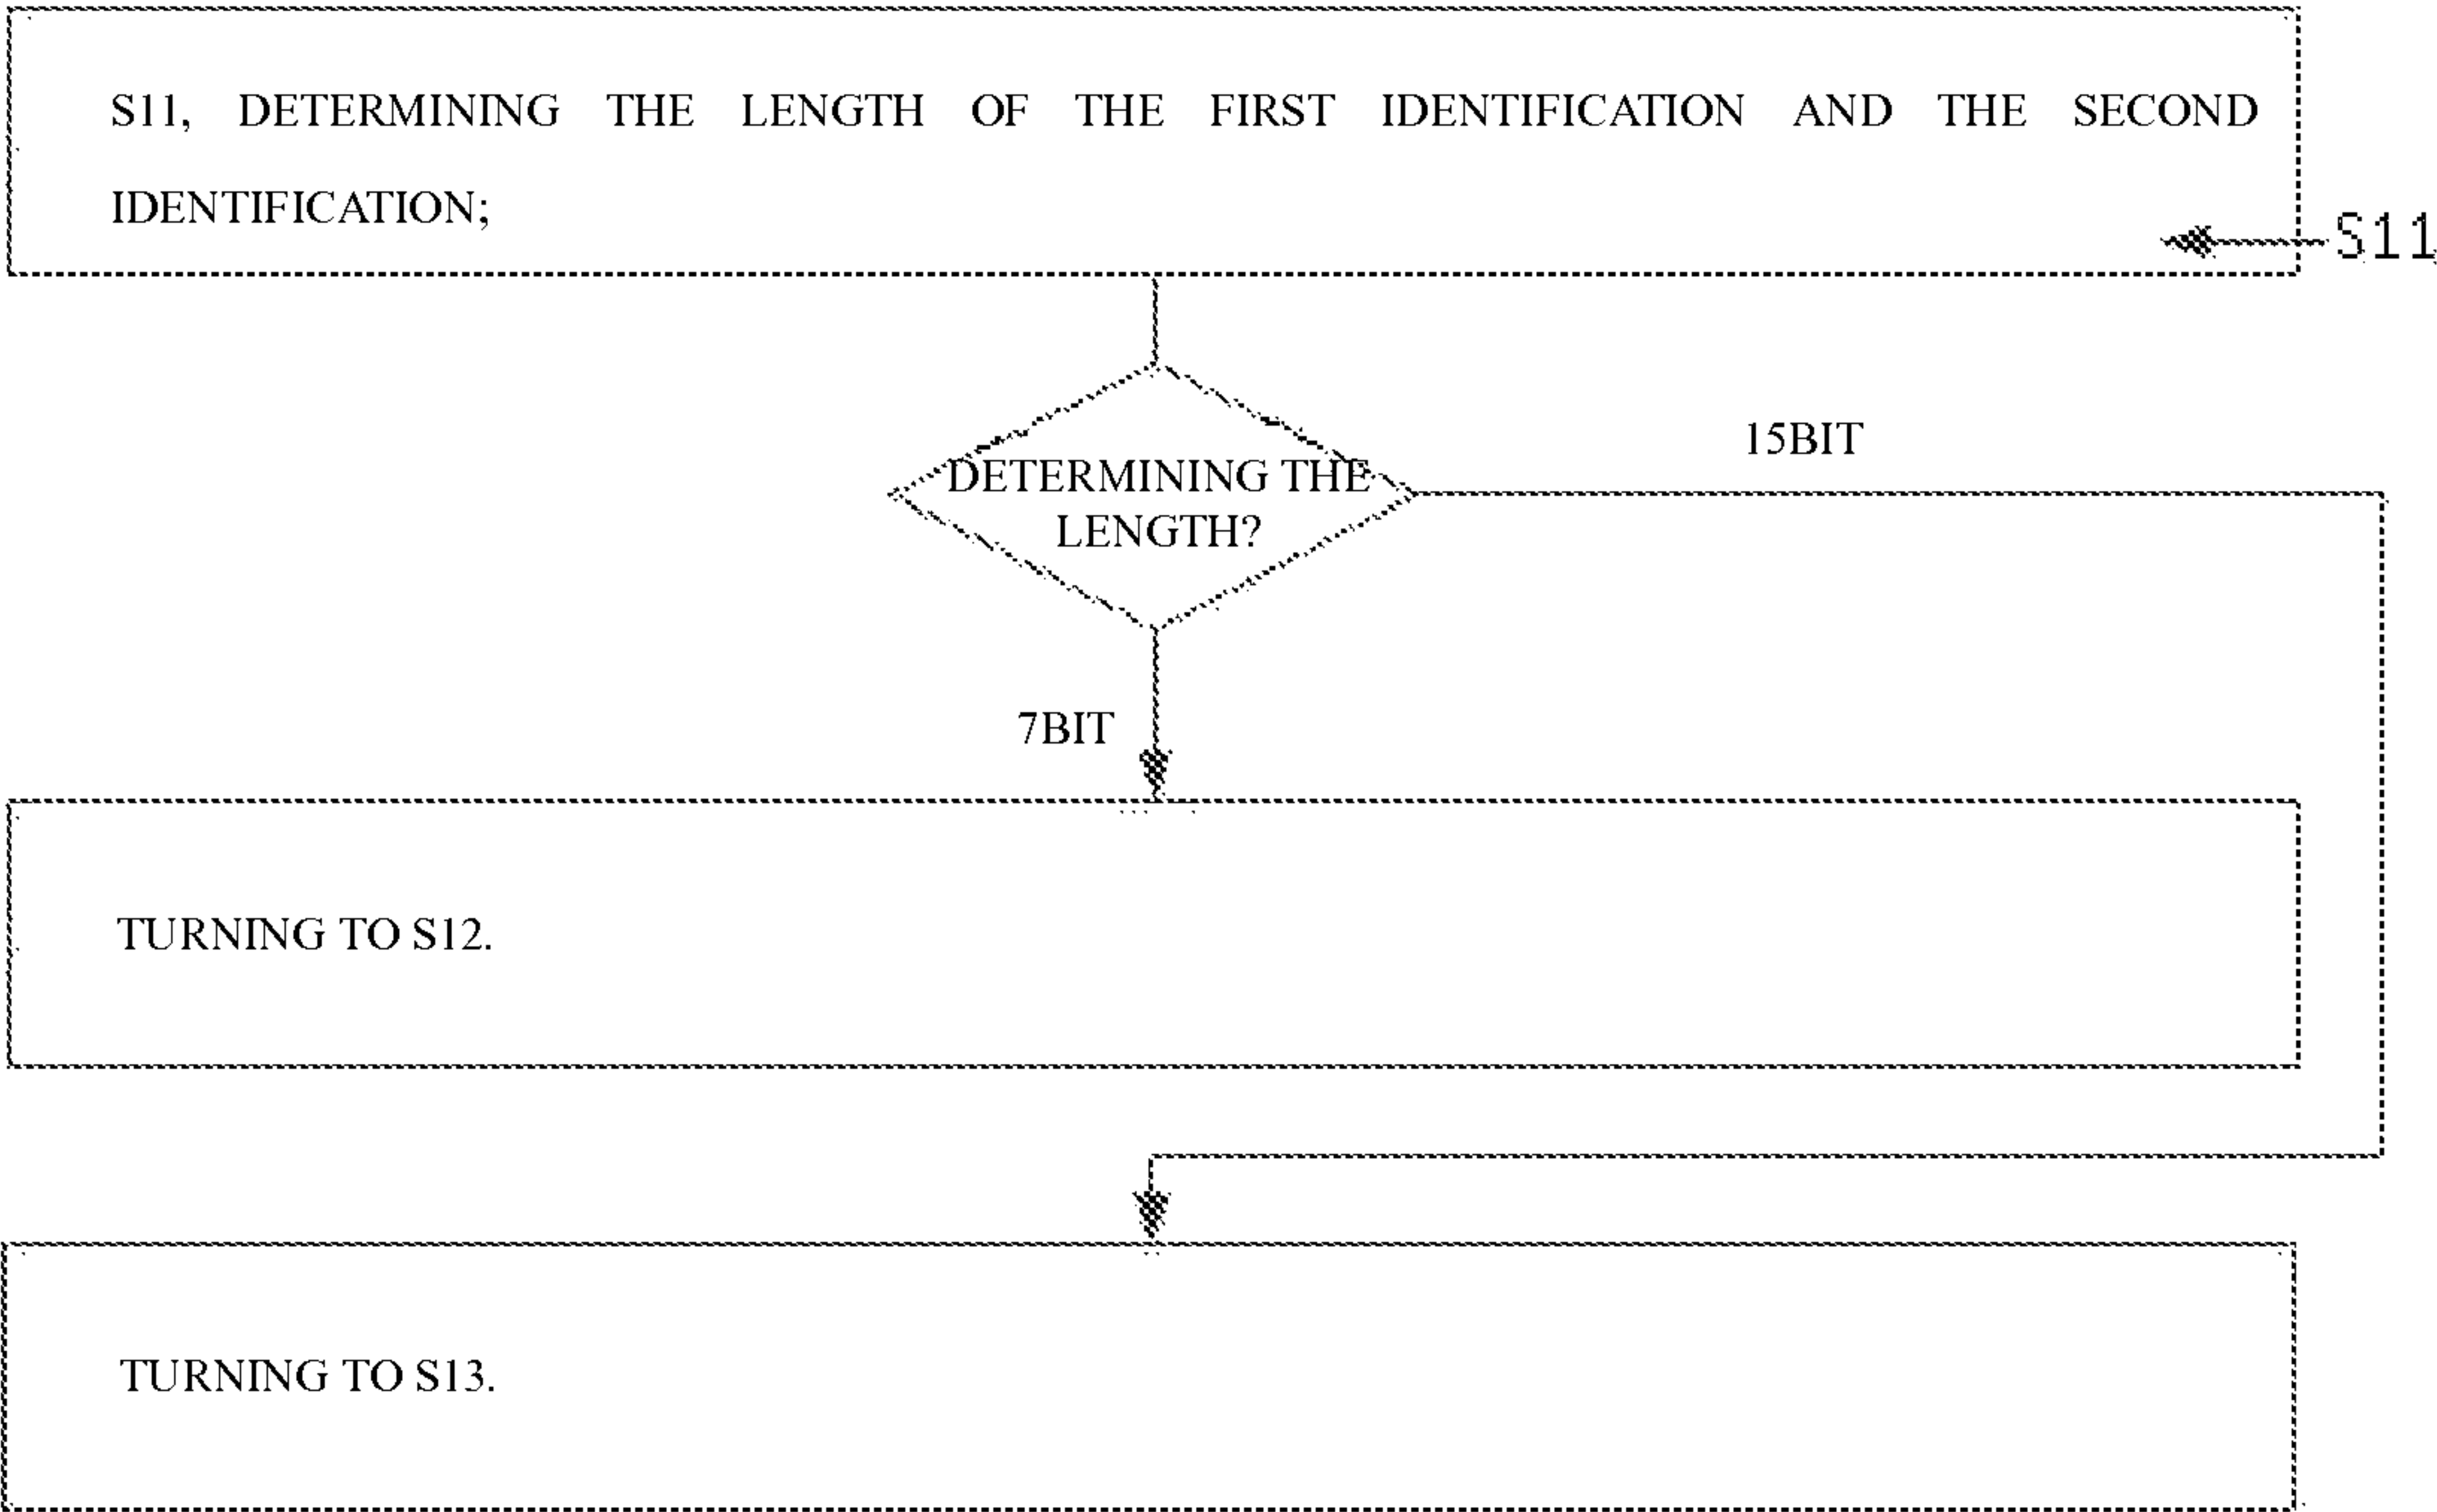 S11, DETERMINING THE LENGTH OF THE FIRST IDENTIFICATION AND THE SECOND
IDENTIFICATION;
S11
DETERMINING THE
LENGTH?
15BIT
7BIT
TURNING TO S12.
TURNING TO S13.